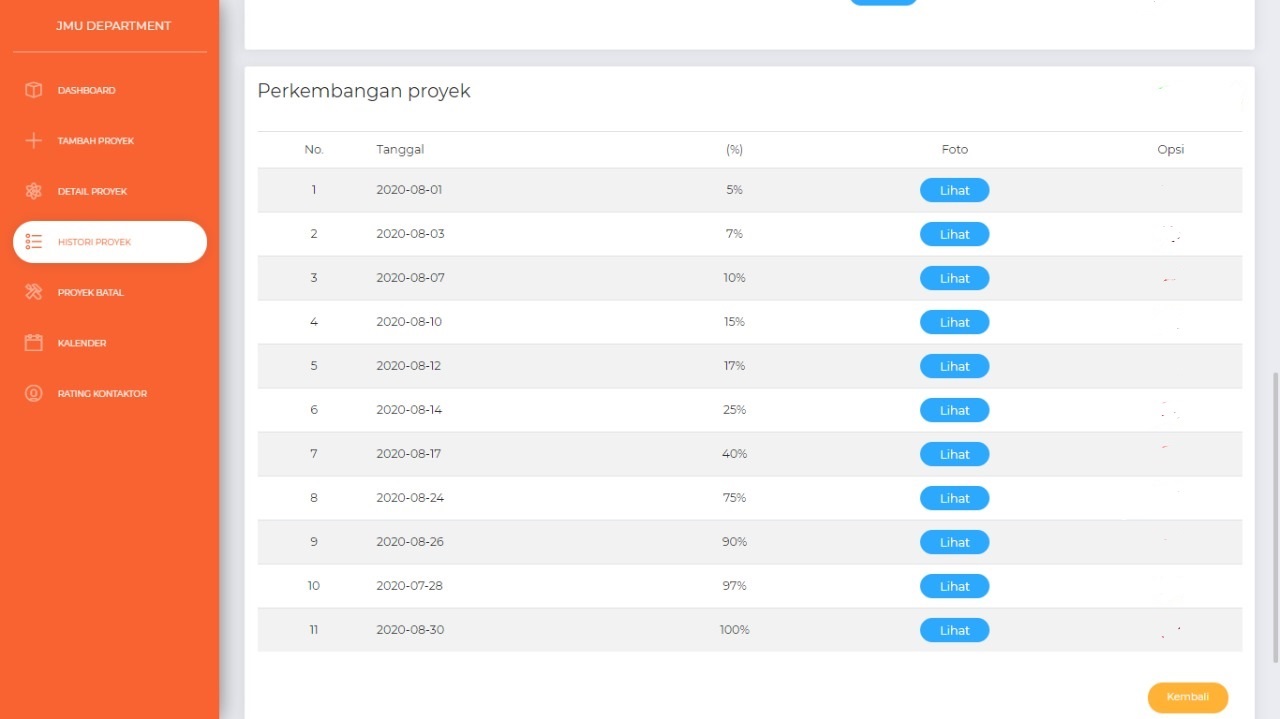 JMU DEPARTMENT
DASHBOARD
TAMBAH PROYEK
DETAIL PROYEK
HISTORI PROYEK
PROYEK BATAL
KALENDER
RATING KONTAKTOR
Perkembangan proyek
No. Tanggal (%) Foto Opsi
1 2020-08-01 5% Lihat
2 2020-08-03 7% Lihat
3 2020-08-07 10% Lihat
4 2020-08-10 15% Lihat
5 2020-08-12 17% Lihat
6 2020-08-14 25% Lihat
7 2020-08-17 40% Lihat
8 2020-08-24 75% Lihat
9 2020-08-26 90% Lihat
10 2020-07-28 97% Lihat
11 2020-08-30 100% Lihat
Kembali